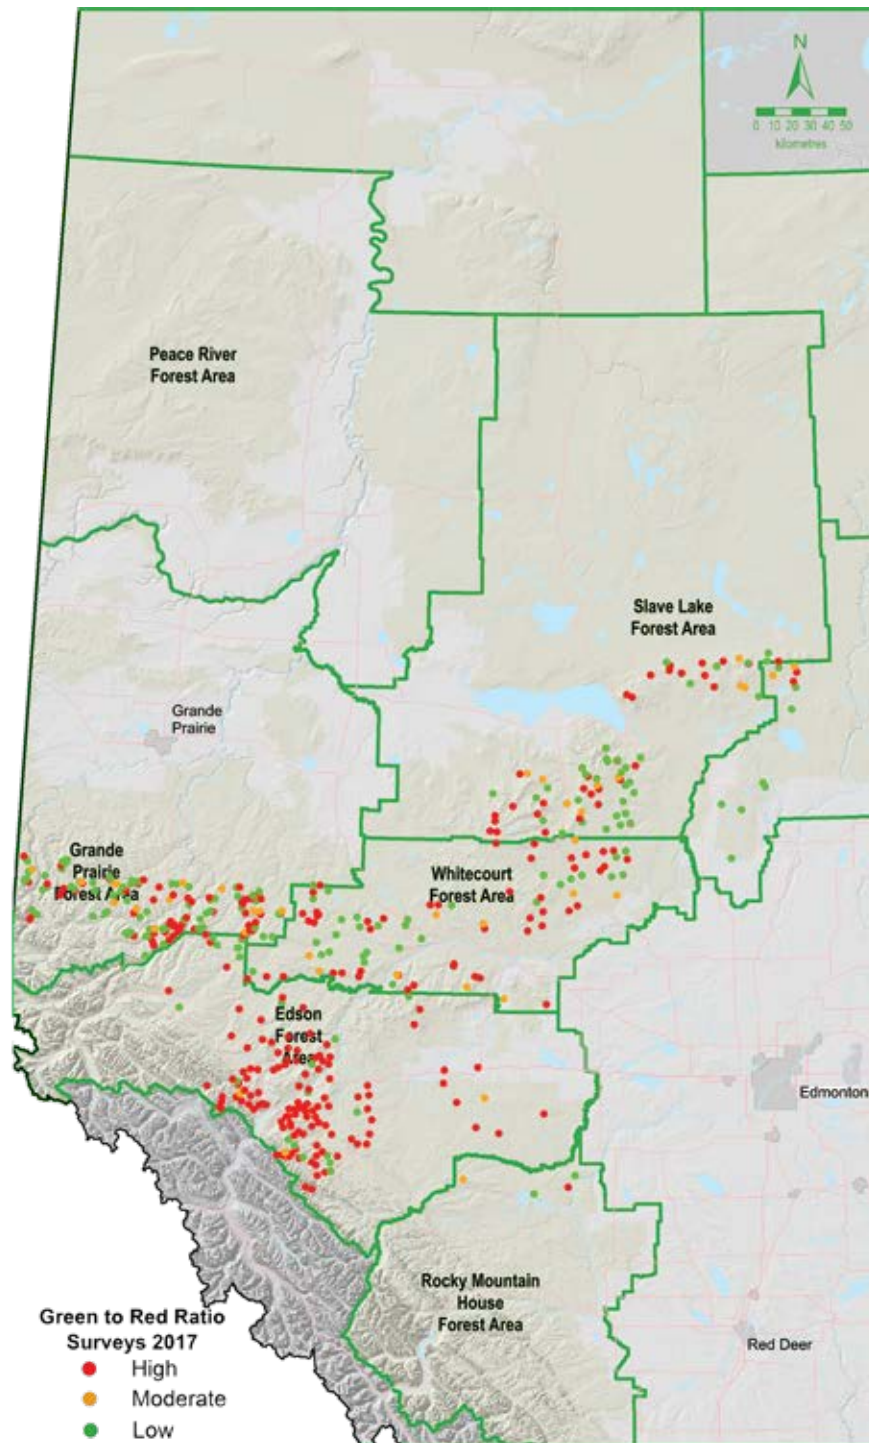 N
0 10 20 30 40 50
kilometres
Peace River
Forest Area
Slave Lake
Forest Area
Grande
Prairie
Grande
Prairie
Forest Area
Whitecourt
Forest Area
Edson
Forest
Area
Edmonton
Rocky Mountain
House
Forest Area
Red Deer
Green to Red Ratio
Surveys 2017
High
Moderate
Low